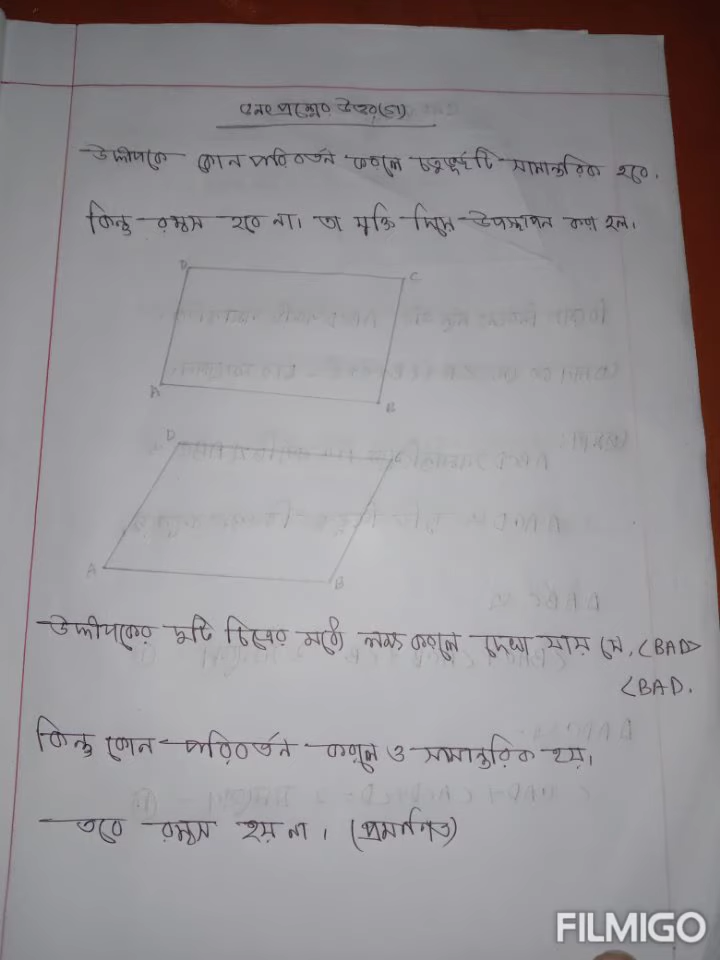 ২নং প্রশ্নের উত্তর(ঙ)
উদ্দীপকে কোন পরিবর্তন করলে চতুর্ভুজটি সামান্তরিক হবে।
কিন্তু রম্বস হবে না। তা যুক্তি দিয়ে উপস্থাপন করা হল।
D
C
A
B
D
C
A
B
উদ্দীপকের দুটি চিত্রের মধ্যে লক্ষ করলে দেখা যায় যে, <BAD>
<BAD.
কিন্তু কোন পরিবর্তন করলে ও সামান্তরিক হয়।
তবে রম্বস হয় না। (প্রমাণিত)
FILMIGO